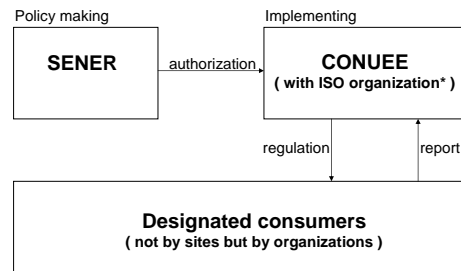 Policy making
Implementing
SENER
authorization
CONUEE
( with ISO organization* )
regulation
report
Designated consumers
( not by sites but by organizations )